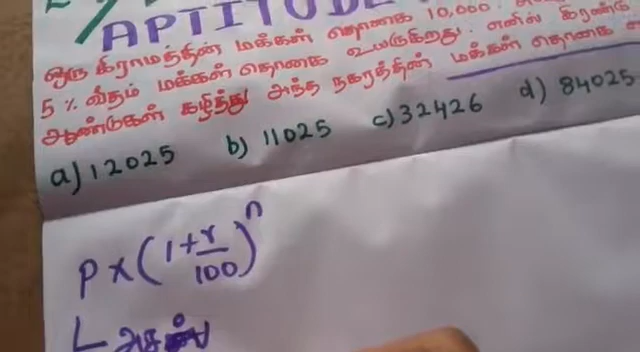 APTITUDE
ஒரு கிராமத்தின் மக்கள் தொகை 10,000.
5 % வீதம் மக்கள் தொகை உயருகிறது. எனில் இரண்டு
ஆண்டுகள் கழித்து அந்த நகரத்தின் மக்கள் தொகை
a) 12025 b) 11025 c) 32426 d) 84025
P × (1 + r/100)^n